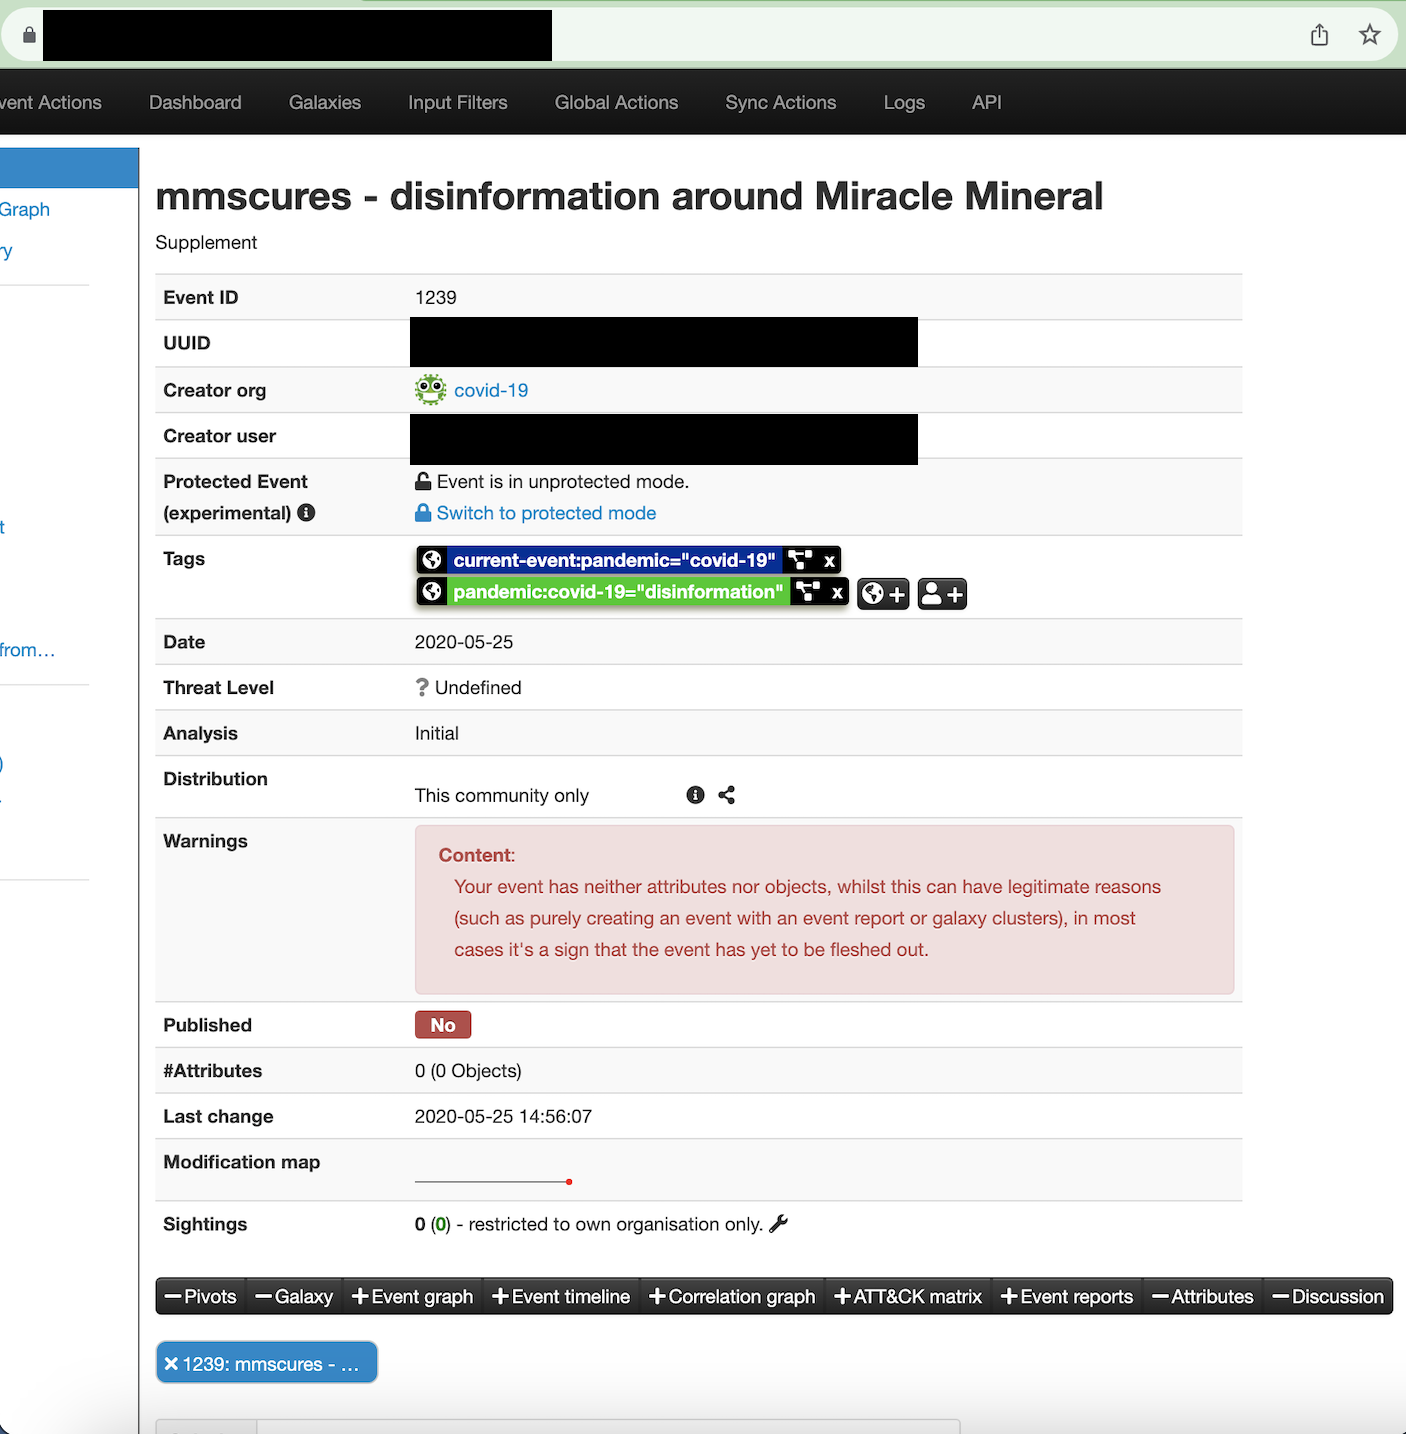 vent Actions Dashboard Galaxies Input Filters Global Actions Sync Actions Logs API
Graph
ry
t
from...
)
mmscures - disinformation around Miracle Mineral
Supplement
Event ID 1239
UUID
Creator org covid-19
Creator user
Protected Event Event is in unprotected mode.
(experimental) Switch to protected mode
Tags current-event:pandemic="covid-19" x
pandemic:covid-19="disinformation" x + +
Date 2020-05-25
Threat Level ? Undefined
Analysis Initial
Distribution
This community only
Warnings
Content:
Your event has neither attributes nor objects, whilst this can have legitimate reasons
(such as purely creating an event with an event report or galaxy clusters), in most
cases it's a sign that the event has yet to be fleshed out.
Published No
#Attributes 0 (0 Objects)
Last change 2020-05-25 14:56:07
Modification map
Sightings 0 (0) - restricted to own organisation only.
−Pivots −Galaxy +Event graph +Event timeline +Correlation graph +ATT&CK matrix +Event reports −Attributes −Discussion
x 1239: mmscures - ...